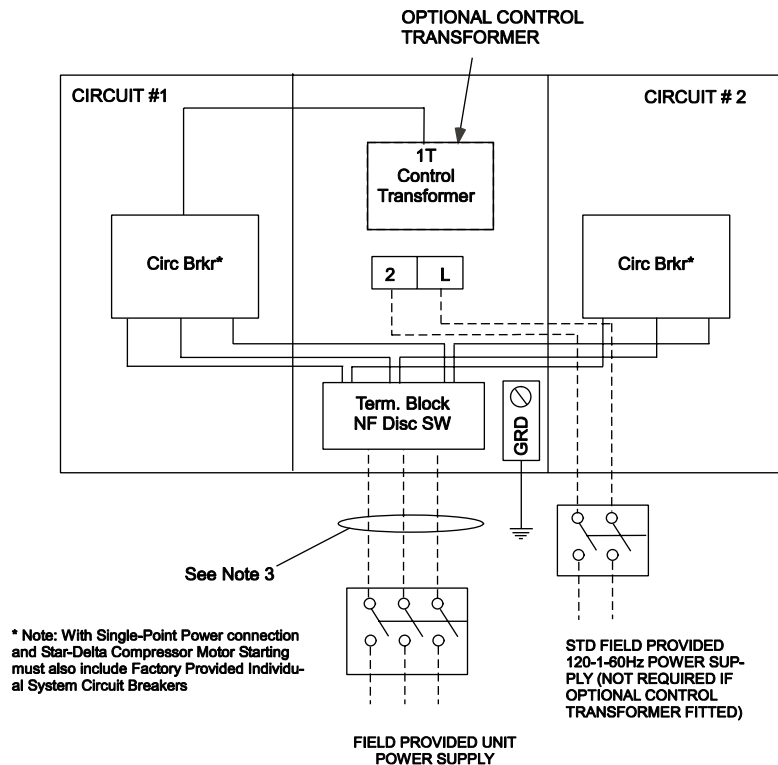 OPTIONAL CONTROL
TRANSFORMER
CIRCUIT #1
CIRCUIT # 2
1T
Control
Transformer
Circ Brkr*
Circ Brkr*
2
L
Term. Block
NF Disc SW
GRD
See Note 3
* Note: With Single-Point Power connection
and Star-Delta Compressor Motor Starting
must also include Factory Provided Individu-
al System Circuit Breakers
STD FIELD PROVIDED
120-1-60Hz POWER SUP-
PLY (NOT REQUIRED IF
OPTIONAL CONTROL
TRANSFORMER FITTED)
FIELD PROVIDED UNIT
POWER SUPPLY